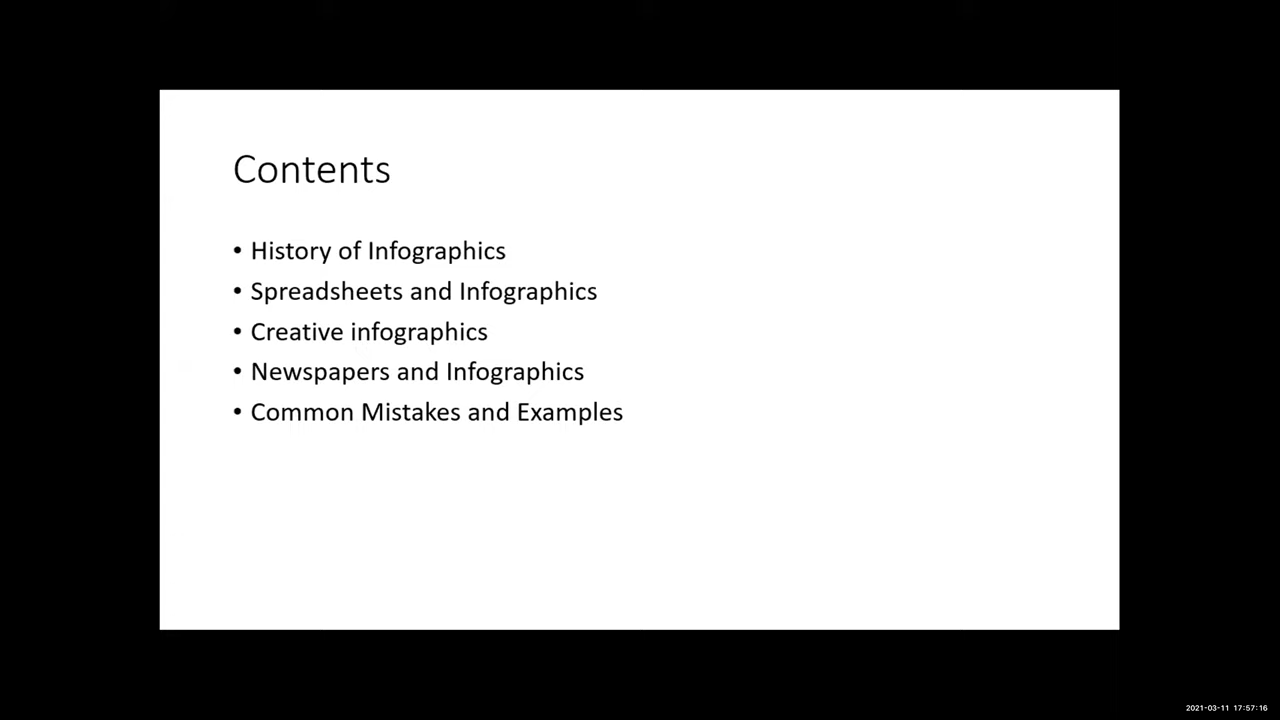 Contents
• History of Infographics
• Spreadsheets and Infographics
• Creative infographics
• Newspapers and Infographics
• Common Mistakes and Examples
2021-03-11 17:57:16